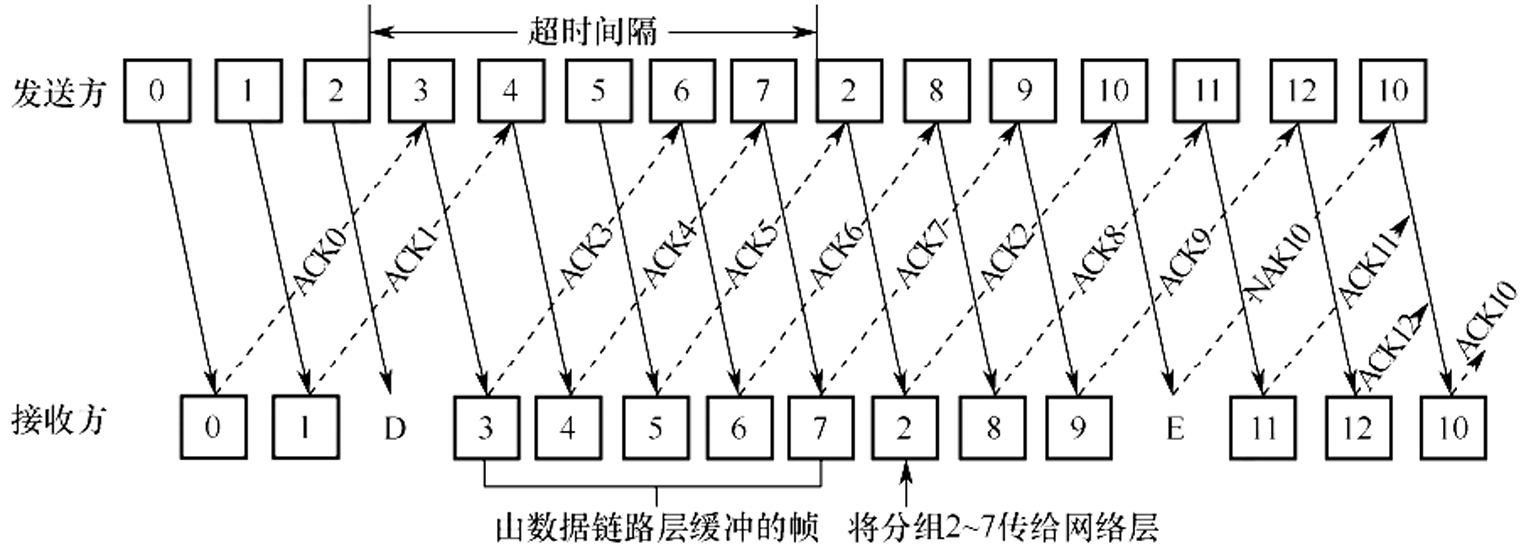 超时间隔
发送方 0 1 2 3 4 5 6 7 2 8 9 10 11 12 10
ACK0 ACK1 ACK3 ACK4 ACK5 ACK6 ACK7 ACK2 ACK8 ACK9 NAK10 ACK11 ACK12 ACK10
接收方 0 1 D 3 4 5 6 7 2 8 9 E 11 12 10
山数据链路层缓冲的帧 将分组2~7传给网络层